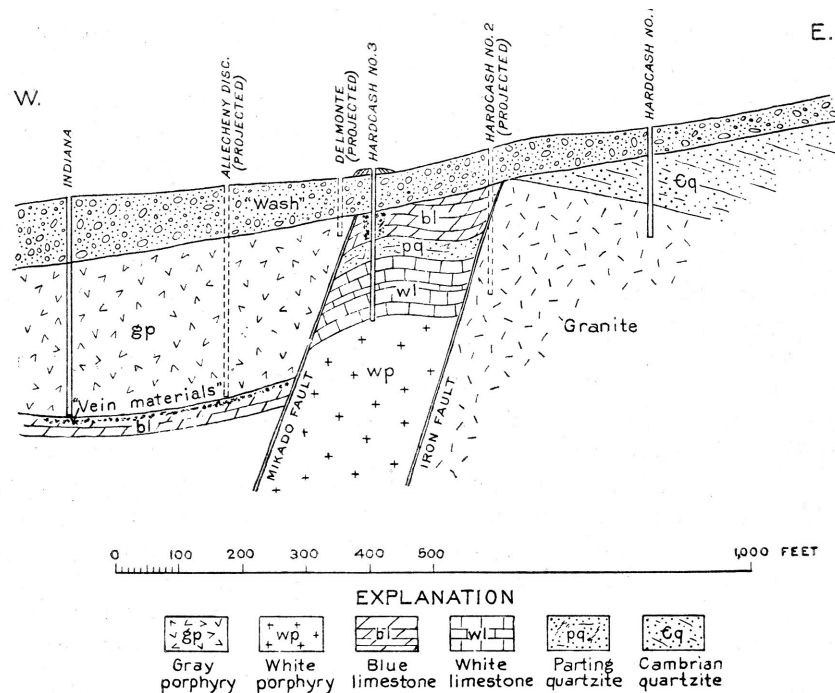 W.
E.
INDIANA
ALLEGHENY DISC.
(PROJECTED)
DELMONTE
(PROJECTED)
HARDCASH NO.3
HARDCASH NO.2
(PROJECTED)
HARDCASH NO.1
"Wash"
bl
pq
wl
Єq
gp
Granite
wp
"Vein materials"
bl
MIKADO FAULT
IRON FAULT
0 100 200 400 500 1,000 FEET
EXPLANATION
gp wp bl wl pq Єq
Gray
porphyry
White
porphyry
Blue
limestone
White
limestone
Parting
quartzite
Cambrian
quartzite